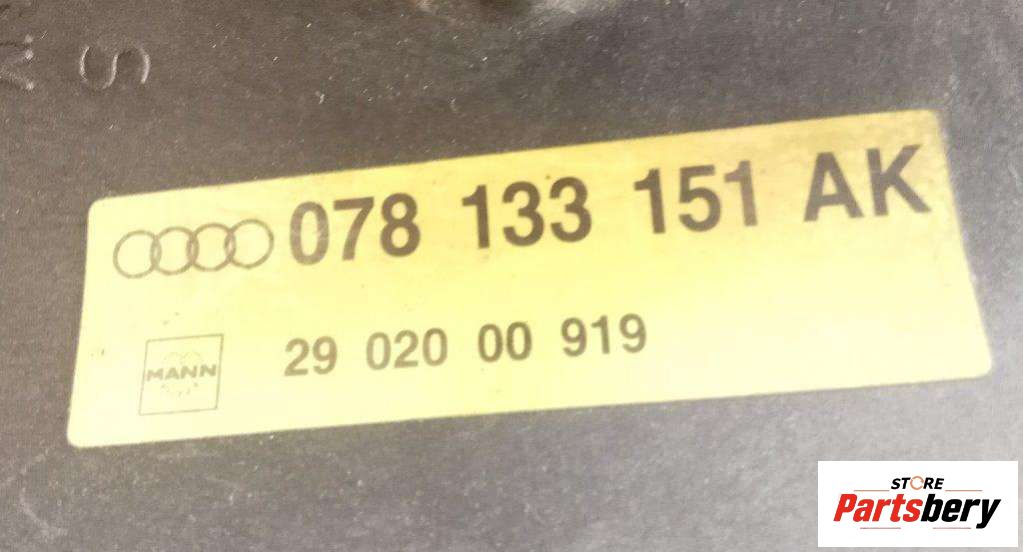 S
078 133 151 AK
MANN
29 020 00 919
STORE
Partsbery